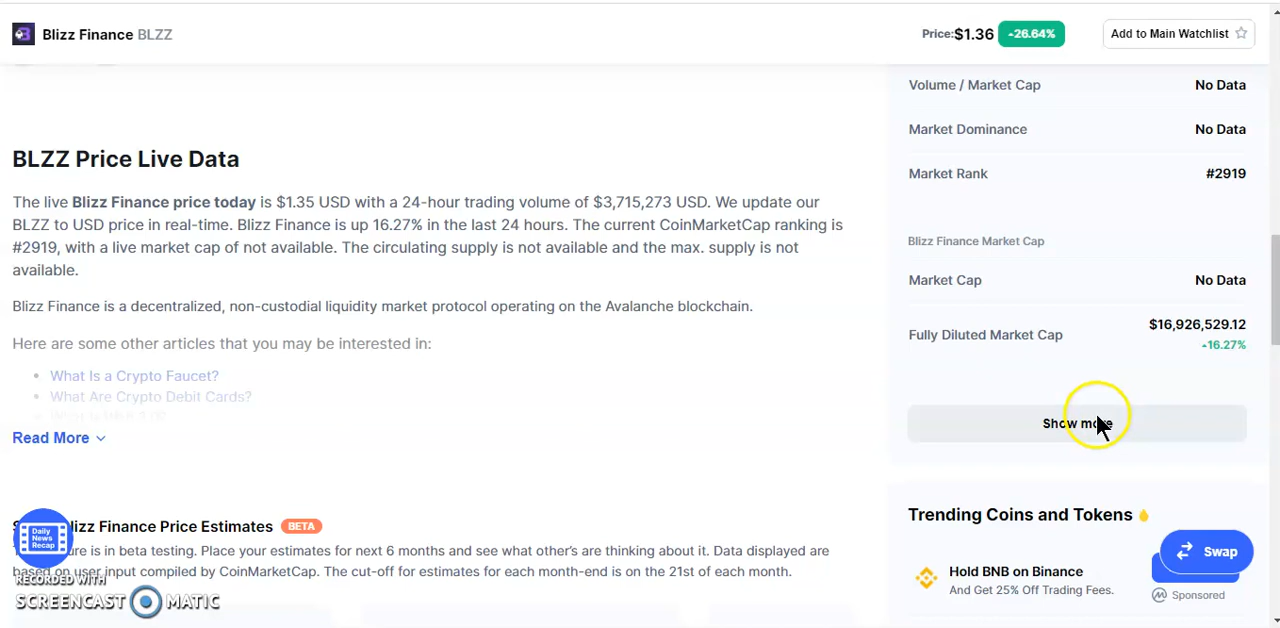 Blizz Finance BLZZ
Price:$1.36 26.64%
Add to Main Watchlist
Volume / Market Cap No Data
Market Dominance No Data
Market Rank #2919
Blizz Finance Market Cap
Market Cap No Data
Fully Diluted Market Cap $16,926,529.12
16.27%
Show more
BLZZ Price Live Data
The live Blizz Finance price today is $1.35 USD with a 24-hour trading volume of $3,715,273 USD. We update our
BLZZ to USD price in real-time. Blizz Finance is up 16.27% in the last 24 hours. The current CoinMarketCap ranking is
#2919, with a live market cap of not available. The circulating supply is not available and the max. supply is not
available.
Blizz Finance is a decentralized, non-custodial liquidity market protocol operating on the Avalanche blockchain.
Here are some other articles that you may be interested in:
What Is a Crypto Faucet?
What Are Crypto Debit Cards?
Read More
lizz Finance Price Estimates BETA
ure is in beta testing. Place your estimates for next 6 months and see what other's are thinking about it. Data displayed are
based on user input compiled by CoinMarketCap. The cut-off for estimates for each month-end is on the 21st of each month.
Daily
News
Recap
RECORDED WITH
SCREENCAST MATIC
Trending Coins and Tokens
Hold BNB on Binance
And Get 25% Off Trading Fees.
Swap
Sponsored